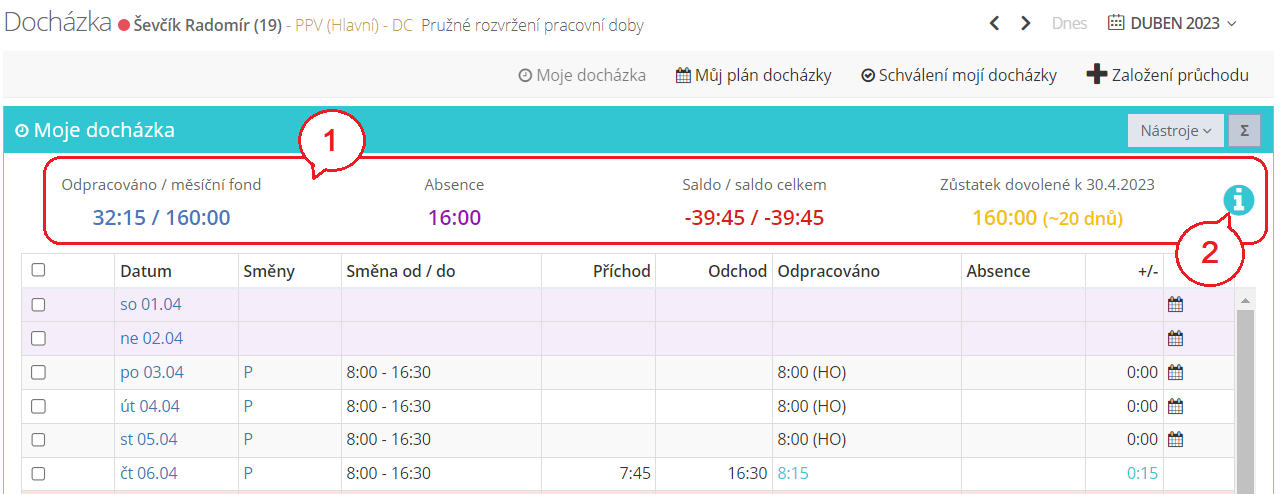 Docházka Ševčík Radomír (19) - PPV (Hlavní) - DC Pružné rozvržení pracovní doby Dnes DUBEN 2023
Moje docházka Můj plán docházky Schválení mojí docházky Založení průchodu
Moje docházka 1 Nástroje Σ
Odpracováno / měsíční fond Absence Saldo / saldo celkem Zůstatek dovolené k 30.4.2023
32:15 / 160:00 16:00 -39:45 / -39:45 160:00 (~20 dnů) i
2
Datum Směny Směna od / do Příchod Odchod Odpracováno Absence +/-
so 01.04
ne 02.04
po 03.04 P 8:00 - 16:30 8:00 (HO) 0:00
út 04.04 P 8:00 - 16:30 8:00 (HO) 0:00
st 05.04 P 8:00 - 16:30 8:00 (HO) 0:00
čt 06.04 P 8:00 - 16:30 7:45 16:30 8:15 0:15